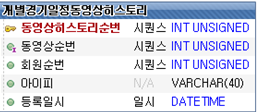 개별경기일정동영상히스토리
동영상히스토리순번 시퀀스 INT UNSIGNED
동영상순번 시퀀스 INT UNSIGNED
회원순번 시퀀스 INT UNSIGNED
아이피 N/A VARCHAR(40)
등록일시 일시 DATETIME